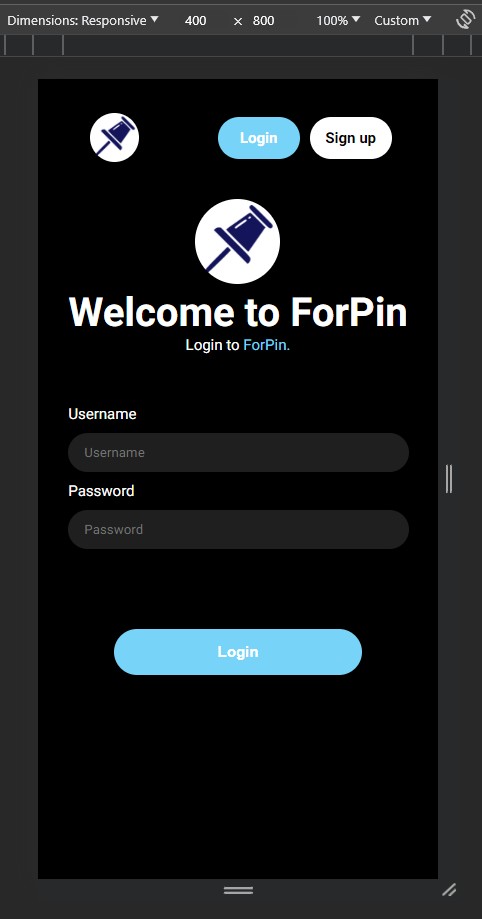 Dimensions: Responsive 400 × 800 100% Custom
Login Sign up
Welcome to ForPin
Login to ForPin.
Username
Username
Password
Password
Login